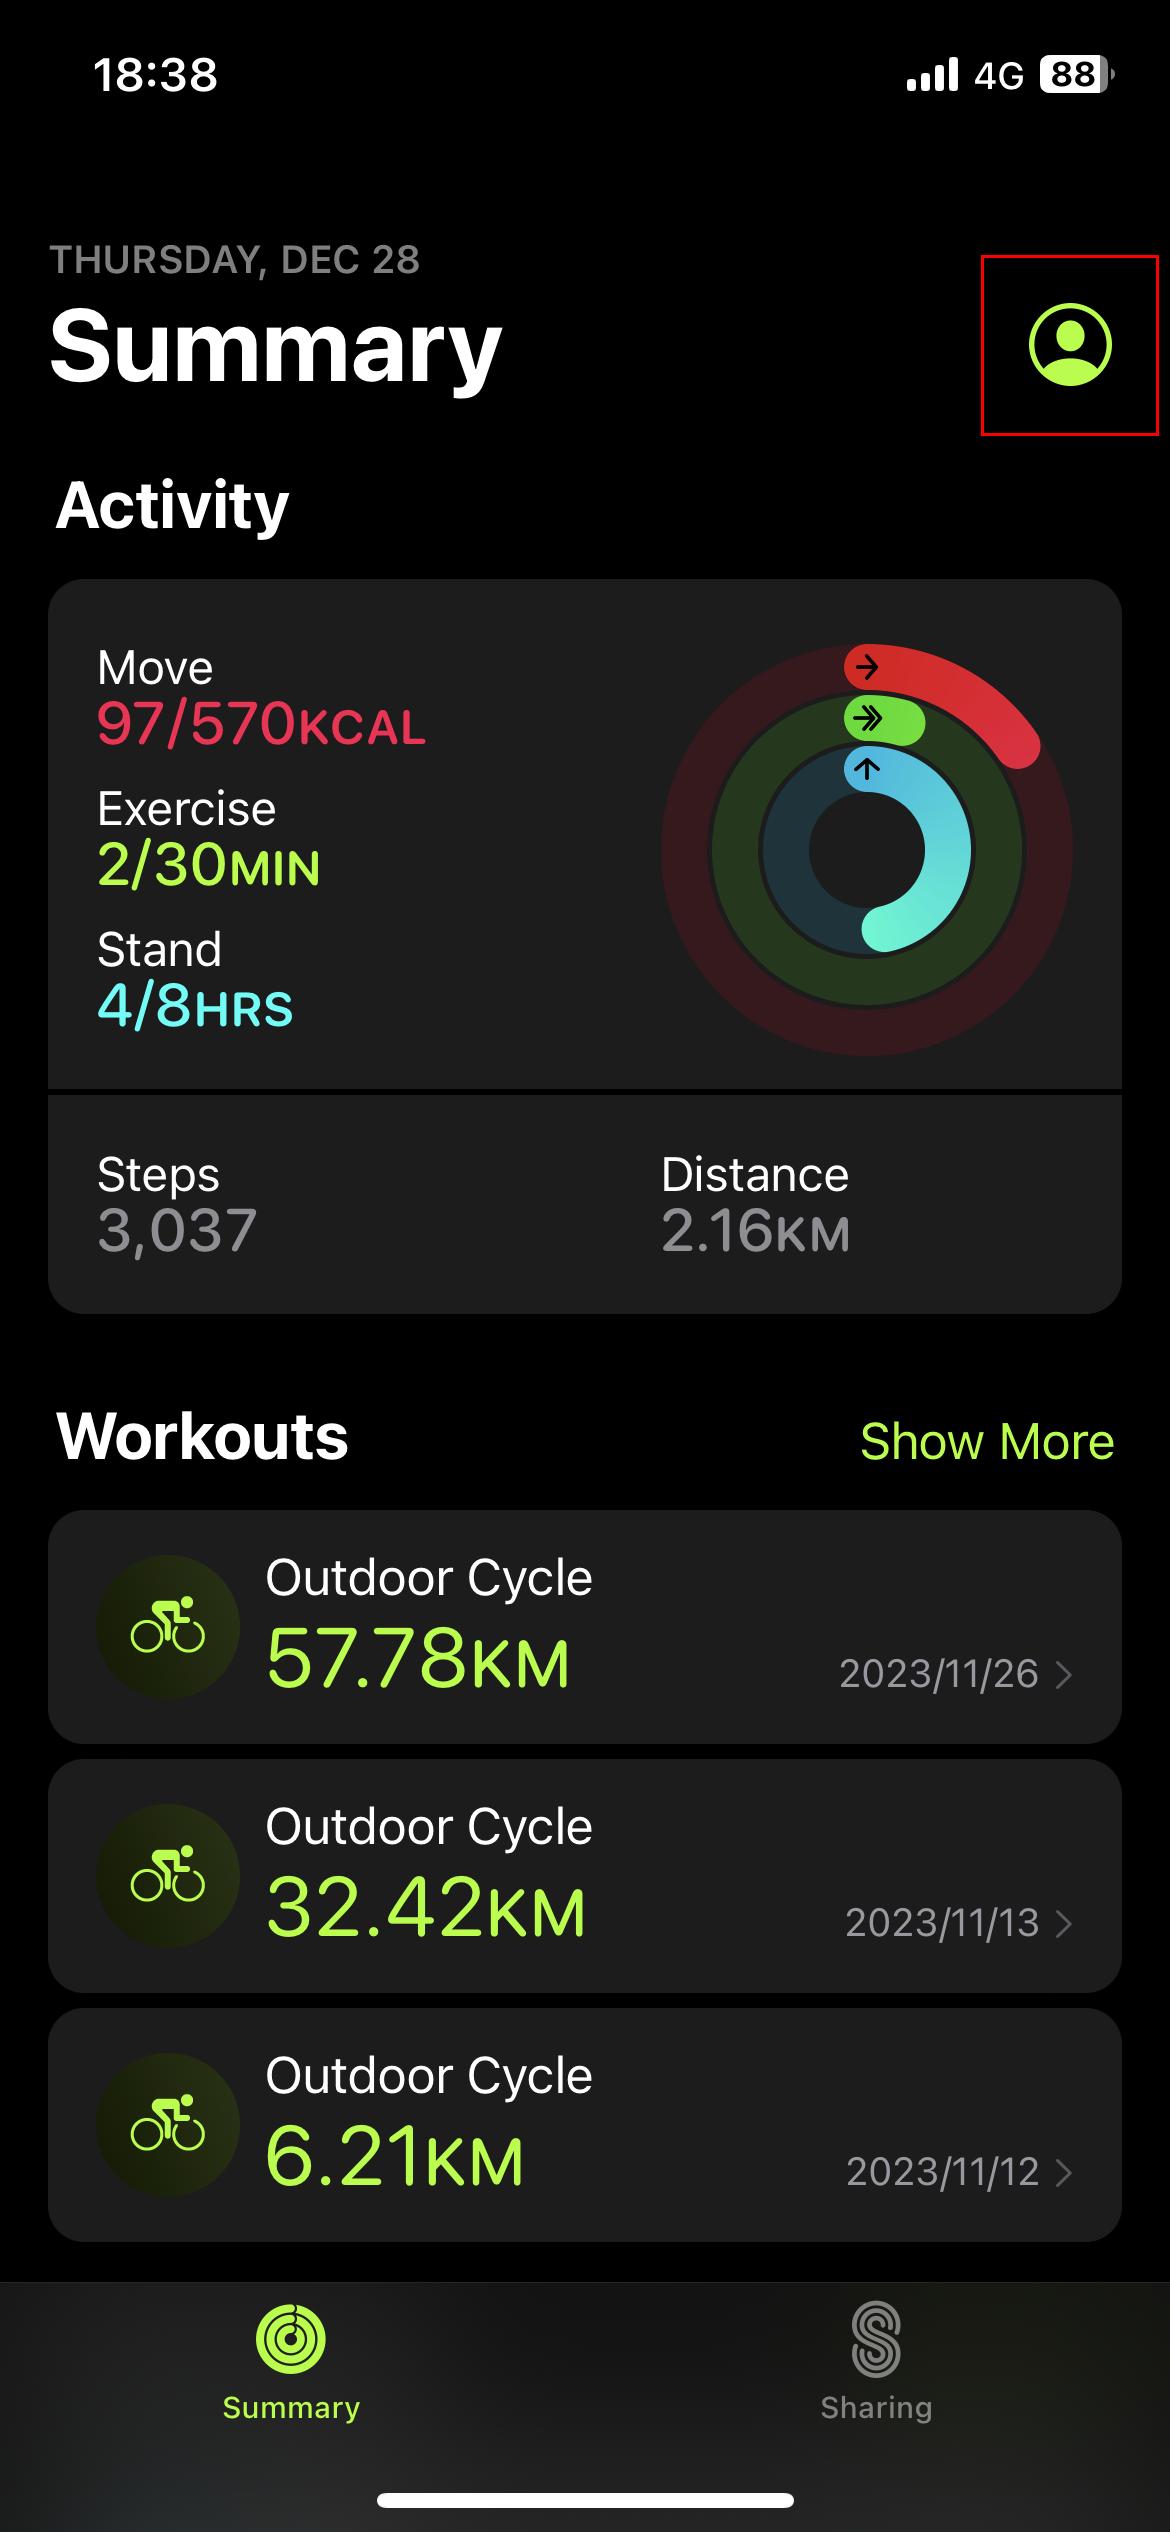 18:38
4G 88
THURSDAY, DEC 28
Summary
Activity
Move
97/570KCAL
Exercise
2/30MIN
Stand
4/8HRS
Steps
3,037
Distance
2.16KM
Workouts
Show More
Outdoor Cycle
57.78KM
2023/11/26
Outdoor Cycle
32.42KM
2023/11/13
Outdoor Cycle
6.21KM
2023/11/12
Summary
Sharing